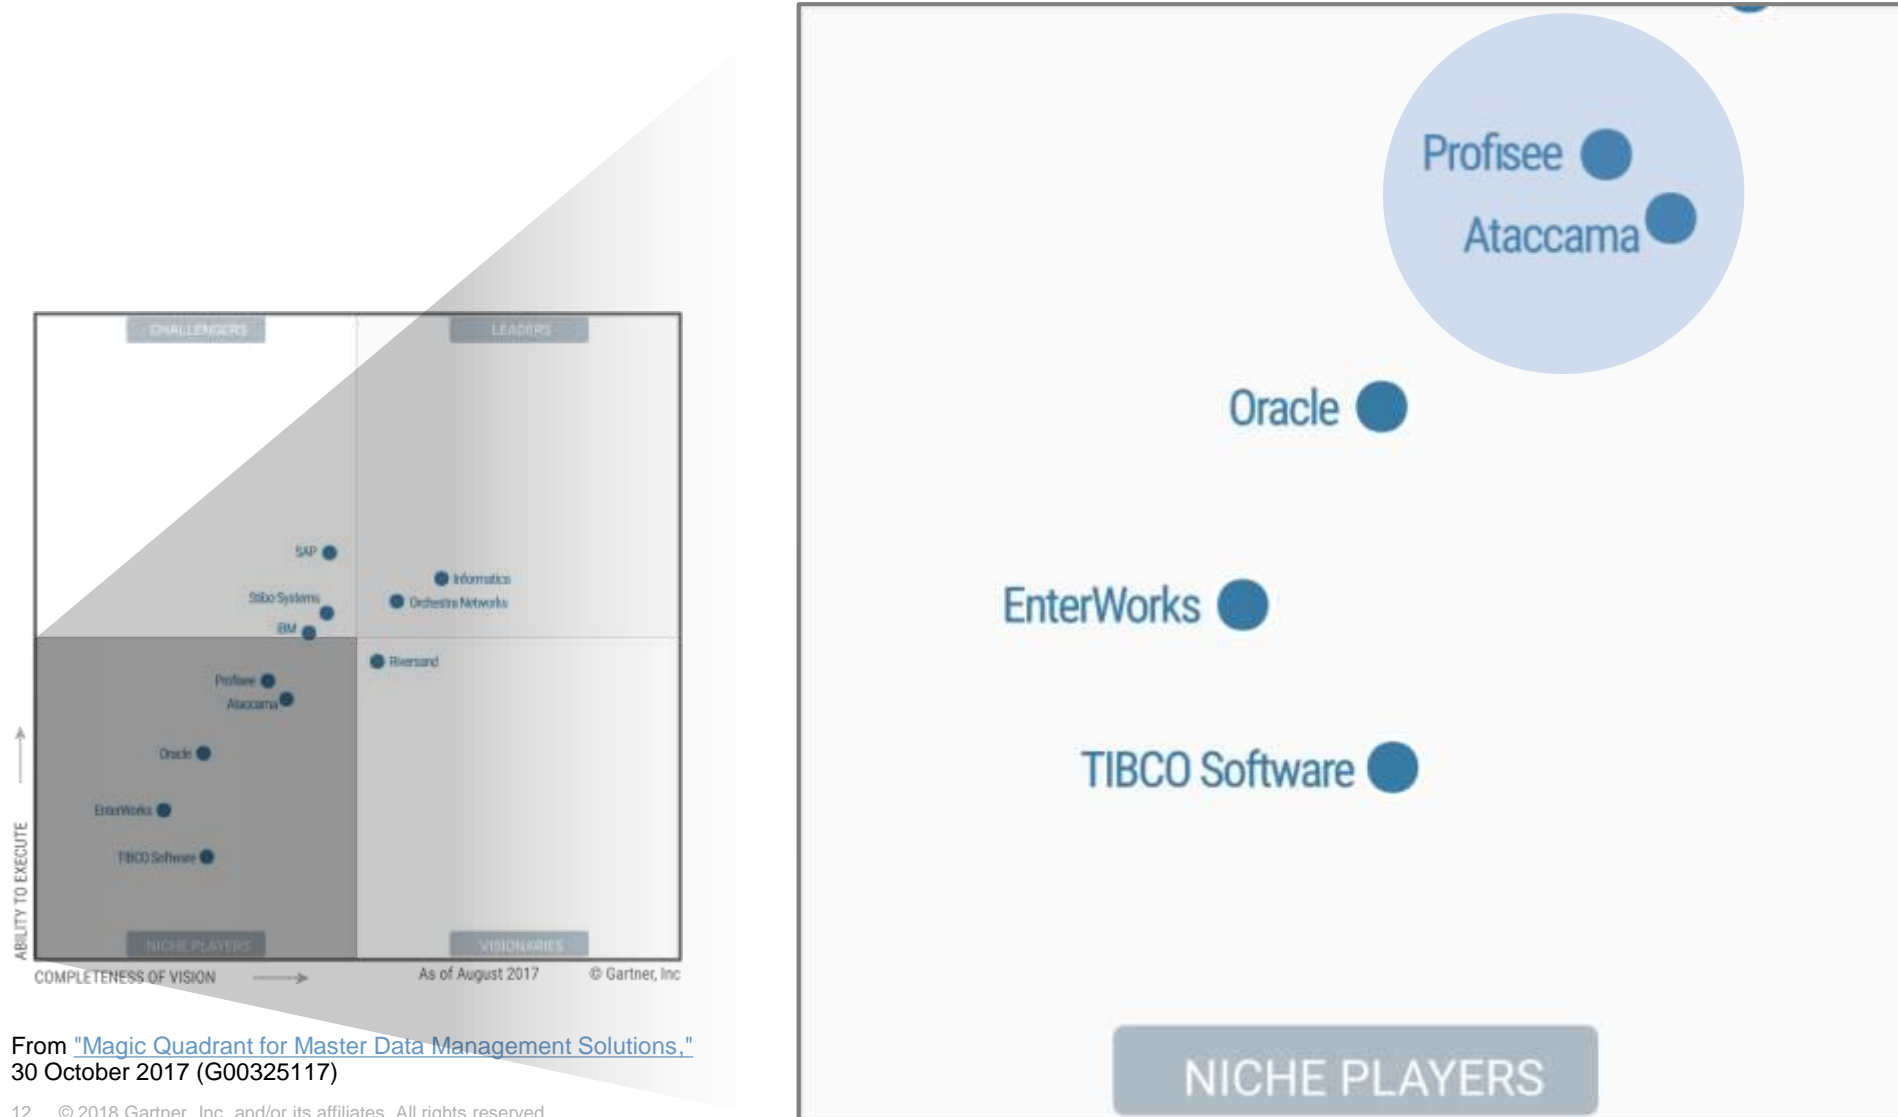 CHALLENGERS
LEADERS
SAP
Informatica
Stibo Systems
Orchestra Networks
IBM
Riversand
Profisee
Ataccama
Oracle
EnterWorks
TIBCO Software
NICHE PLAYERS
VISIONARIES
ABILITY TO EXECUTE
COMPLETENESS OF VISION
As of August 2017
© Gartner, Inc
From "Magic Quadrant for Master Data Management Solutions,"
30 October 2017 (G00325117)
12 © 2018 Gartner, Inc. and/or its affiliates. All rights reserved.
Profisee
Ataccama
Oracle
EnterWorks
TIBCO Software
NICHE PLAYERS